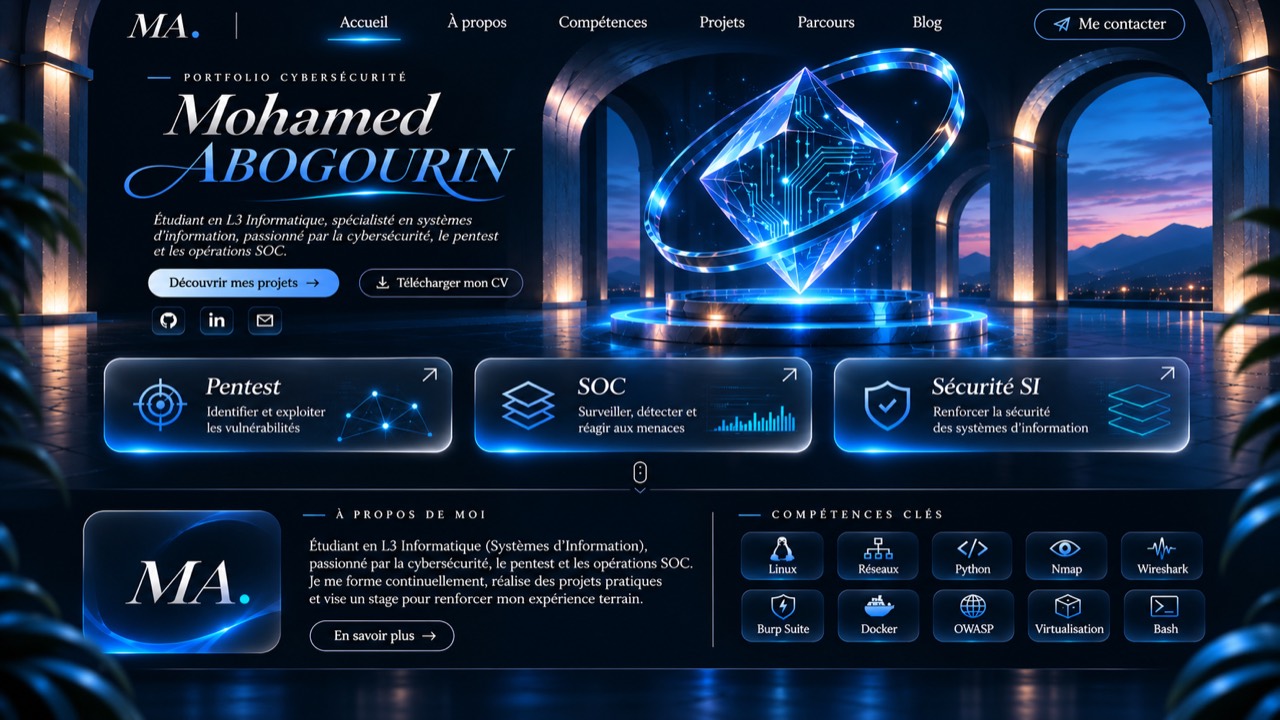 MA.
Accueil
À propos
Compétences
Projets
Parcours
Blog
Me contacter
PORTFOLIO CYBERSÉCURITÉ
Mohamed
ABOGOURIN
Étudiant en L3 Informatique, spécialisté en systèmes
d'information, passionné par la cybersécurité, le pentest
et les opérations SOC.
Découvrir mes projets →
Télécharger mon CV
in
Pentest
Identifier et exploiter
les vulnérabilités
SOC
Surveiller, détecter et
réagir aux menaces
Sécurité SI
Renforcer la sécurité
des systèmes d'information
MA.
À PROPOS DE MOI
Étudiant en L3 Informatique (Systèmes d'Information),
passionné par la cybersécurité, le pentest et les opérations SOC.
Je me forme continuellement, réalise des projets pratiques
et vise un stage pour renforcer mon expérience terrain.
En savoir plus →
COMPÉTENCES CLÉS
Linux
Réseaux
Python
Nmap
Wireshark
Burp Suite
Docker
OWASP
Virtualisation
Bash